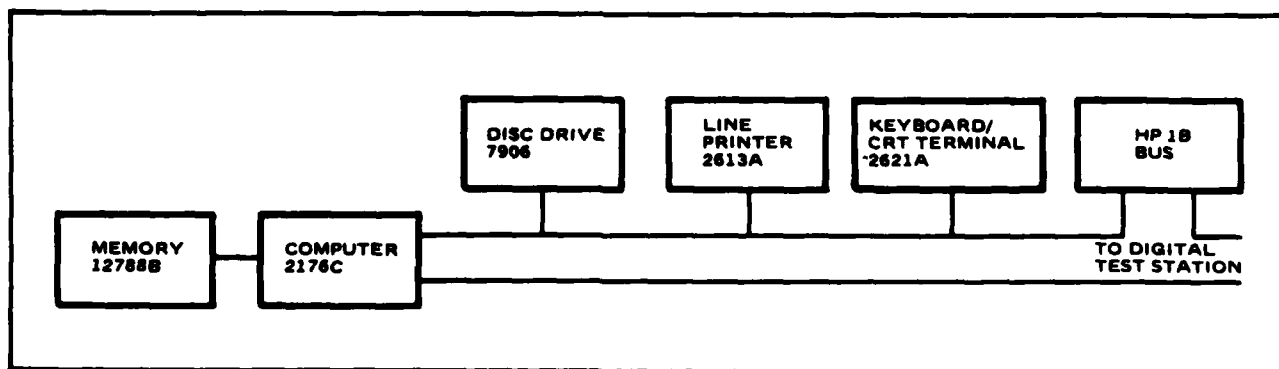 DISC DRIVE
7906
LINE
PRINTER
2613A
KEYBOARD/
CRT TERMINAL
2621A
HP 1B
BUS
MEMORY
12788B
COMPUTER
2176C
TO DIGITAL
TEST STATION